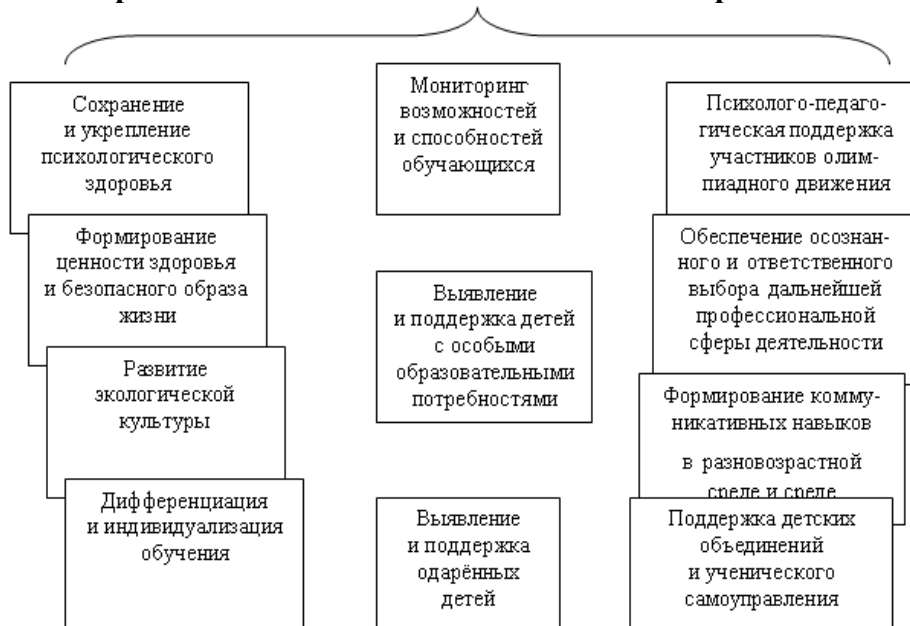 Сохранение
и укрепление
психологического
здоровья
Формирование
ценности здоровья
и безопасного образа
жизни
Развитие
экологической
культуры
Дифференциация
и индивидуализация
обучения
Мониторинг
возможностей
и способностей
обучающихся
Выявление
и поддержка детей
с особыми
образовательными
потребностями
Выявление
и поддержка
одарённых
детей
Психолого-педаго-
гическая поддержка
участников олим-
пиадного движения
Обеспечение осознан-
ного и ответственного
выбора дальнейшей
профессиональной
сферы деятельности
Формирование комму-
никативных навыков
в разновозрастной
среде и среде
Поддержка детских
объединений
и ученического
самоуправления